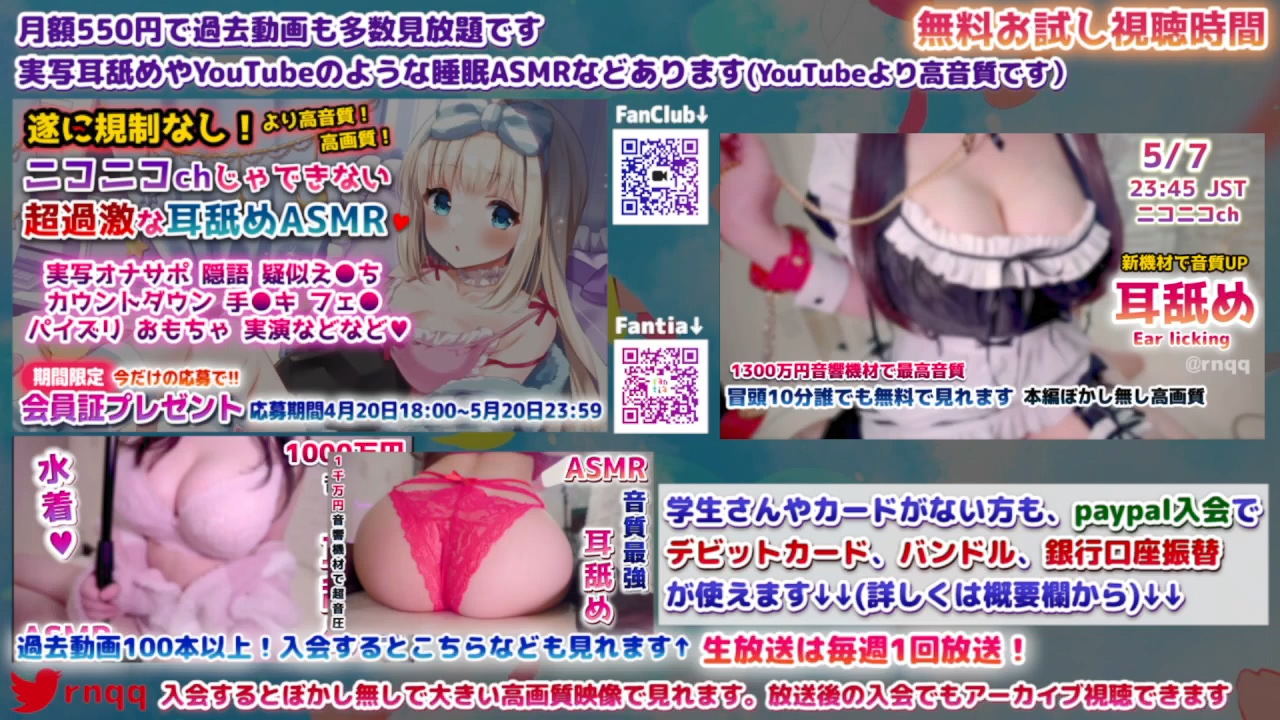 月額550円で過去動画も多数見放題です
無料お試し視聴時間
実写耳舐めやYouTubeのような睡眠ASMRなどあります(YouTubeより高音質です)
遂に規制なし!
より高音質!
高画質!
ニコニコchじゃできない
超過激な耳舐めASMR
実写オナサポ 隠語 疑似え●ち
カウントダウン 手●キ フェ●
パイズリ おもちゃ 実演などなど♥
期間限定 今だけの応募で!!
会員証プレゼント 応募期間4月20日18:00~5月20日23:59
FanClub↓
Fantia↓
5/7
23:45 JST
ニコニコch
新機材で音質UP
耳舐め
Ear licking
@rnqq
1300万円音響機材で最高音質
冒頭10分誰でも無料で見れます 本編ぼかし無し高画質
水着♥
1000万円
ASMR
1千万円音響機材で超音圧
ASMR
音質最強
耳舐め
学生さんやカードがない方も、paypal入会で
デビットカード、バンドル、銀行口座振替
が使えます↓↓(詳しくは概要欄から)↓↓
過去動画100本以上!入会するとこちらなども見れます↑
生放送は毎週1回放送!
rnqq
入会するとぼかし無しで大きい高画質映像で見れます。放送後の入会でもアーカイブ視聴できます